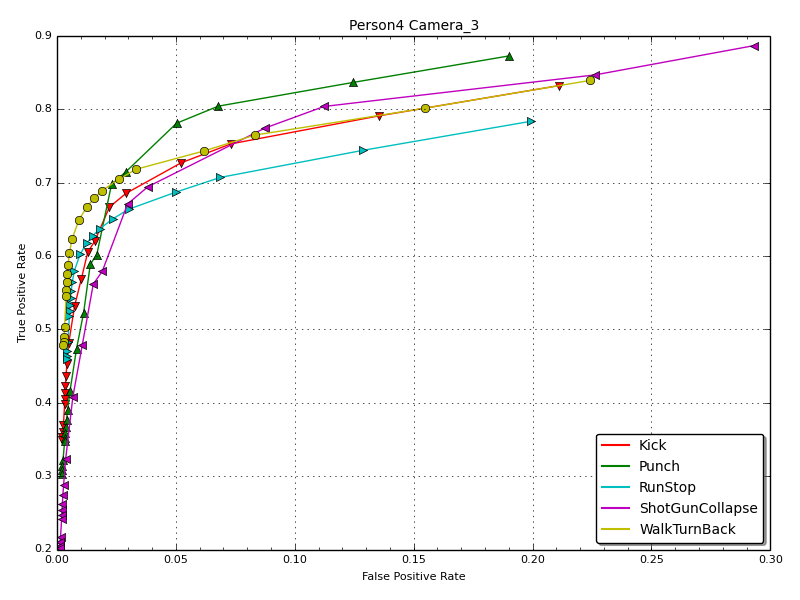 Person4 Camera_3
0.9
0.8
0.7
0.6
0.5
0.4
0.3
0.2
True Positive Rate
Kick
Punch
RunStop
ShotGunCollapse
WalkTurnBack
0.00 0.05 0.10 0.15 0.20 0.25 0.30
False Positive Rate